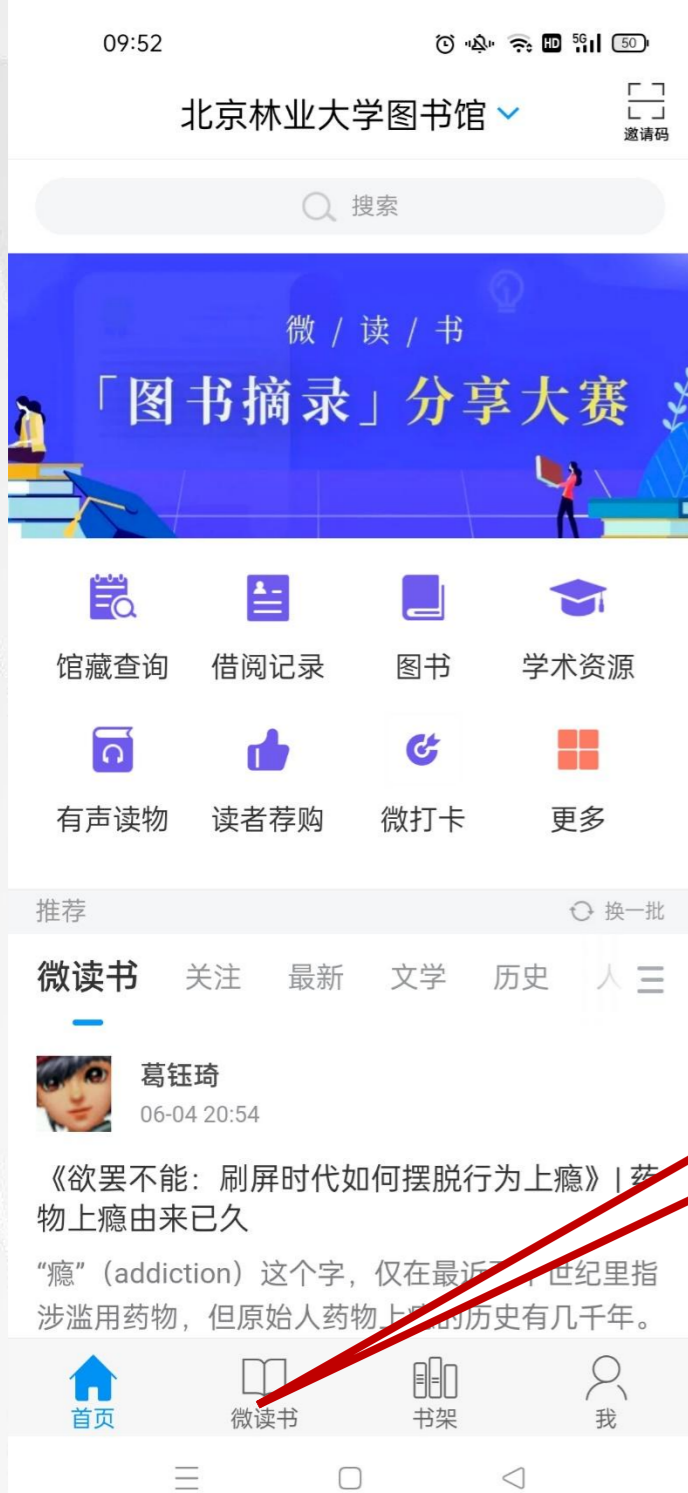 09:52
HD 5G 50
北京林业大学图书馆
邀请码
搜索
微 / 读 / 书
「图书摘录」分享大赛
馆藏查询 借阅记录 图书 学术资源
有声读物 读者荐购 微打卡 更多
推荐 换一批
微读书 关注 最新 文学 历史 人
葛钰琦
06-04 20:54
《欲罢不能：刷屏时代如何摆脱行为上瘾》| 药
物上瘾由来已久
“瘾”（addiction）这个字，仅在最近 世纪里指
涉滥用药物，但原始人药物上瘾的历史有几千年。
首页 微读书 书架 我